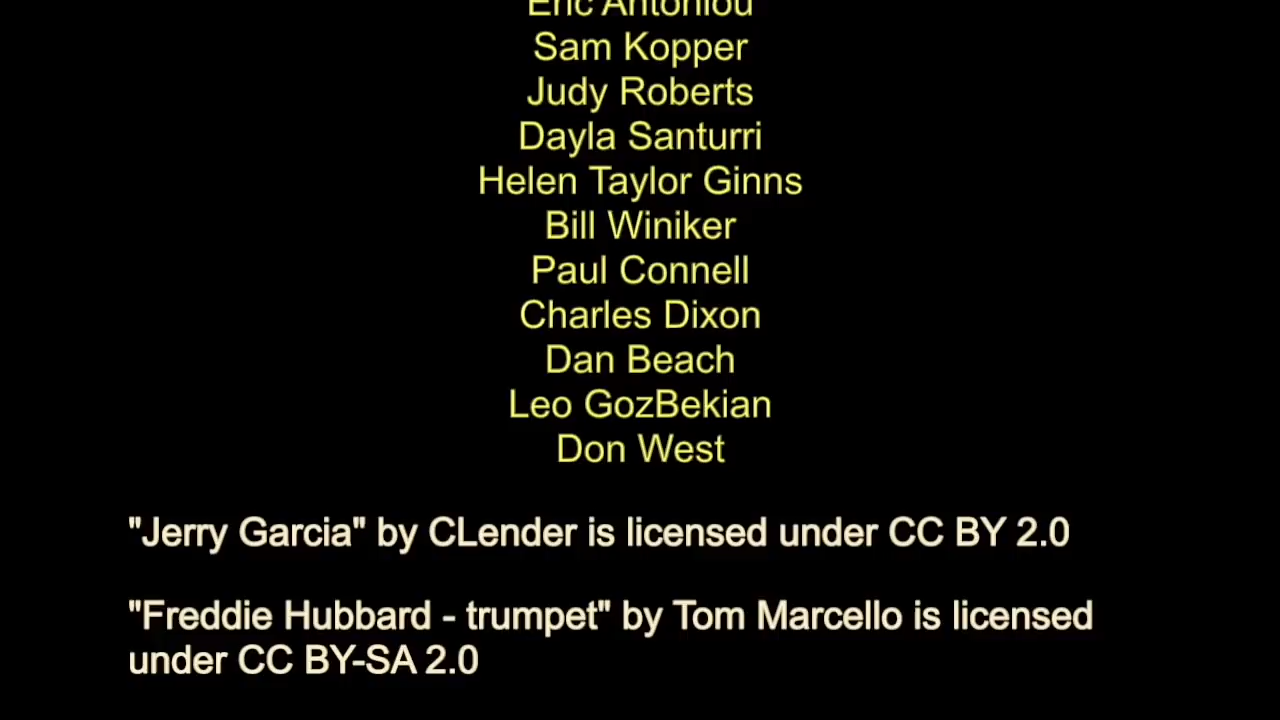 Eric Antoniou
Sam Kopper
Judy Roberts
Dayla Santurri
Helen Taylor Ginns
Bill Winiker
Paul Connell
Charles Dixon
Dan Beach
Leo GozBekian
Don West
"Jerry Garcia" by CLender is licensed under CC BY 2.0
"Freddie Hubbard - trumpet" by Tom Marcello is licensed
under CC BY-SA 2.0